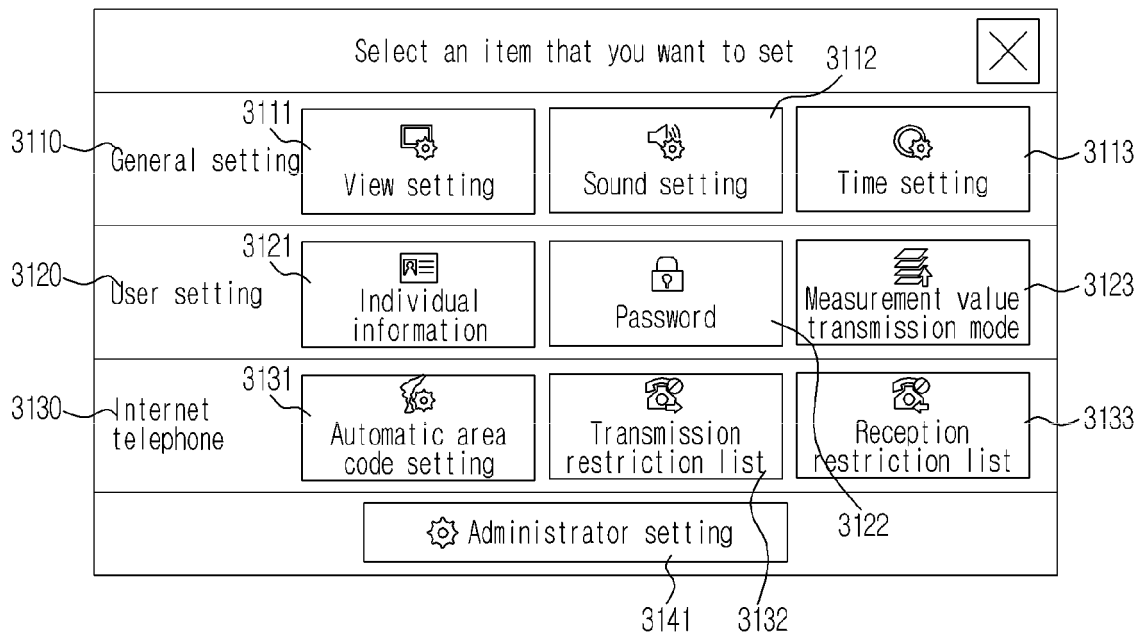 Select an item that you want to set
3112
3111
3110
General setting
View setting
Sound setting
Time setting
3113
3121
3120
User setting
Individual
information
Password
Measurement value
transmission mode
3123
3131
3130
Internet
telephone
Automatic area
code setting
Transmission
restriction list
Reception
restriction list
3133
3122
Administrator setting
3141
3132